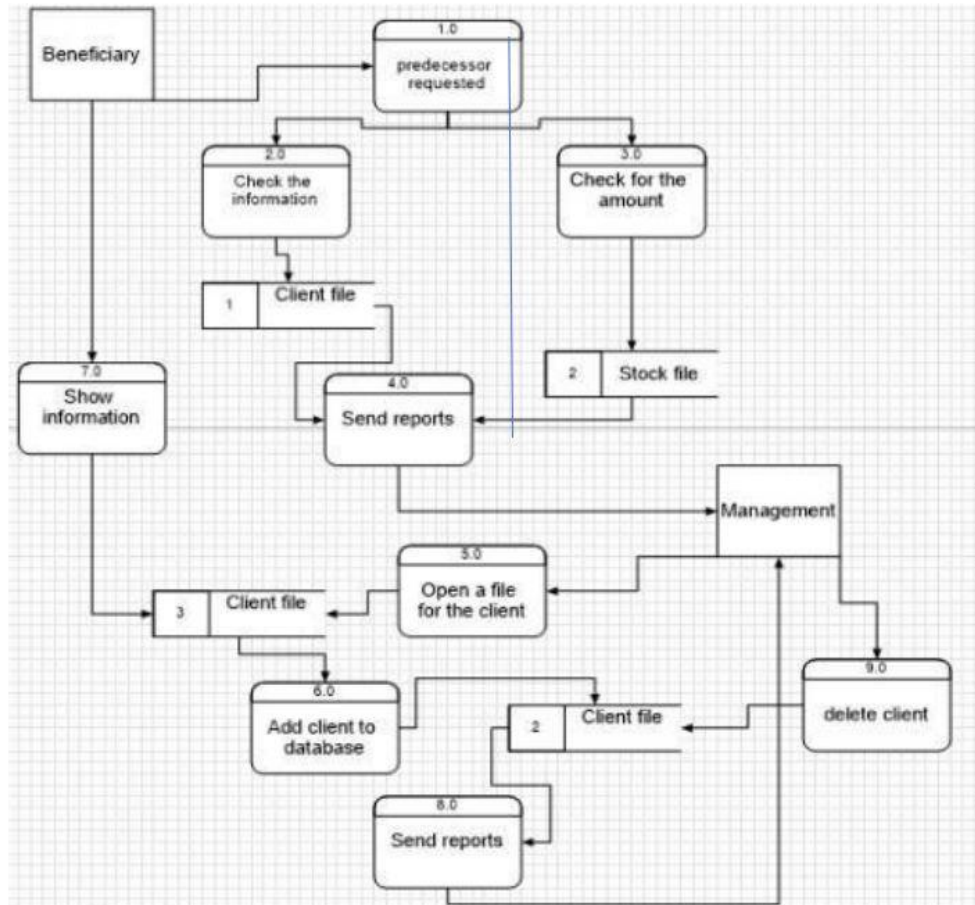 Beneficiary
1.0
predecessor
requested
2.0
Check the
information
3.0
Check for the
amount
1
Client file
2
Stock file
7.0
Show
information
4.0
Send reports
Management
5.0
Open a file
for the client
3
Client file
6.0
Add client to
database
2
Client file
9.0
delete client
8.0
Send reports